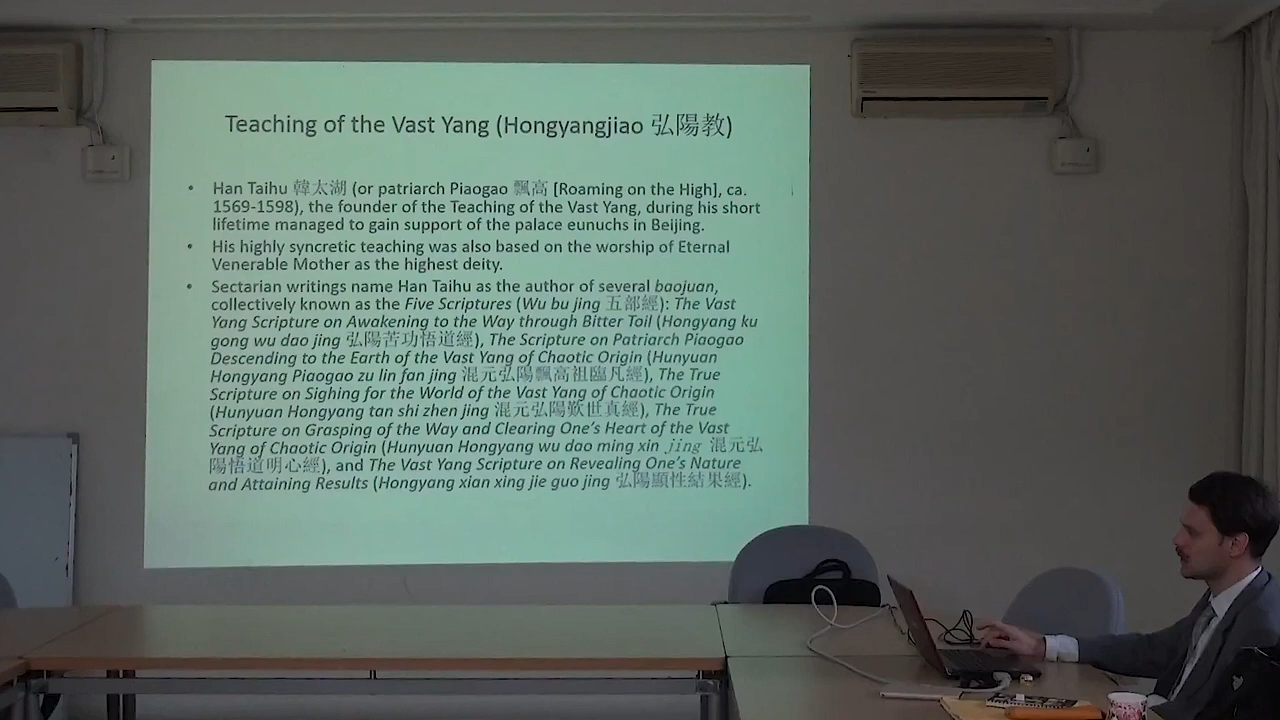 Teaching of the Vast Yang (Hongyangjiao 弘陽教)
• Han Taihu 韓太湖 (or patriarch Piaogao 飄高 [Roaming on the High], ca.
1569-1598), the founder of the Teaching of the Vast Yang, during his short
lifetime managed to gain support of the palace eunuchs in Beijing.
• His highly syncretic teaching was also based on the worship of Eternal
Venerable Mother as the highest deity.
• Sectarian writings name Han Taihu as the author of several baojuan,
collectively known as the Five Scriptures (Wu bu jing 五部經): The Vast
Yang Scripture on Awakening to the Way through Bitter Toil (Hongyang ku
gong wu dao jing 弘陽苦功悟道經), The Scripture on Patriarch Piaogao
Descending to the Earth of the Vast Yang of Chaotic Origin (Hunyuan
Hongyang Piaogao zu lin fan jing 混元弘陽飄高祖臨凡經), The True
Scripture on Sighing for the World of the Vast Yang of Chaotic Origin
(Hunyuan Hongyang tan shi zhen jing 混元弘陽歎世真經), The True
Scripture on Grasping of the Way and Clearing One's Heart of the Vast
Yang of Chaotic Origin (Hunyuan Hongyang wu dao ming xin jing 混元弘
陽悟道明心經), and The Vast Yang Scripture on Revealing One's Nature
and Attaining Results (Hongyang xian xing jie guo jing 弘陽顯性結果經).